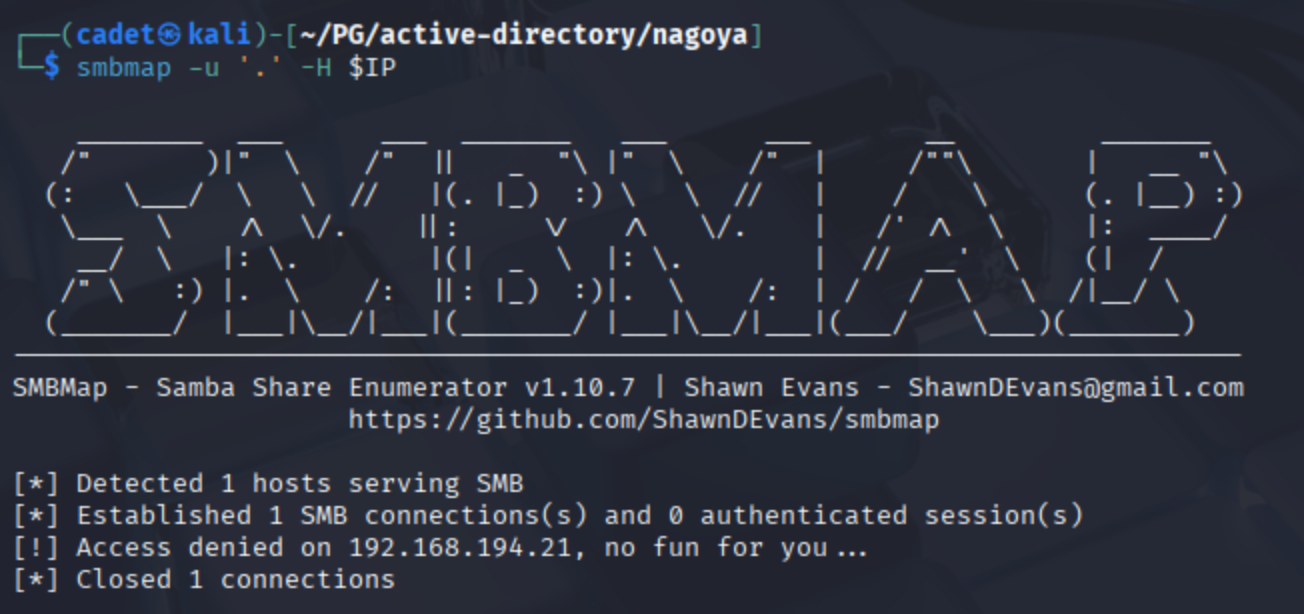 ┌──(cadet㉿kali)-[~/PG/active-directory/nagoya]
└─$ smbmap -u '.' -H $IP
SMBMap - Samba Share Enumerator v1.10.7 | Shawn Evans - ShawnDEvans@gmail.com
https://github.com/ShawnDEvans/smbmap
[*] Detected 1 hosts serving SMB
[*] Established 1 SMB connections(s) and 0 authenticated session(s)
[!] Access denied on 192.168.194.21, no fun for you...
[*] Closed 1 connections